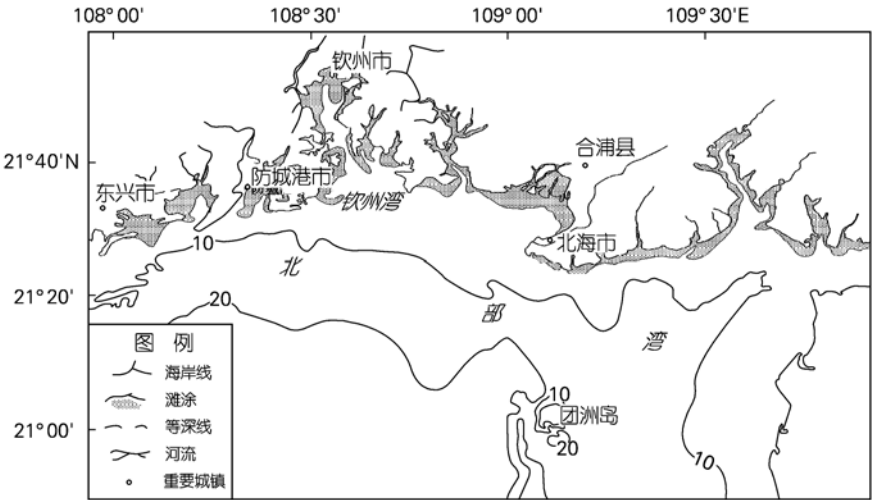 108°00' 108°30' 109°00' 109°30'E
钦州市
合浦县
21°40'N
防城港市
东兴市
钦州湾
北海市
10
北
21°20'
20
部
湾
图 例
海岸线
10
滩涂
团洲岛
等深线
21°00'
20
河流
10
重要城镇